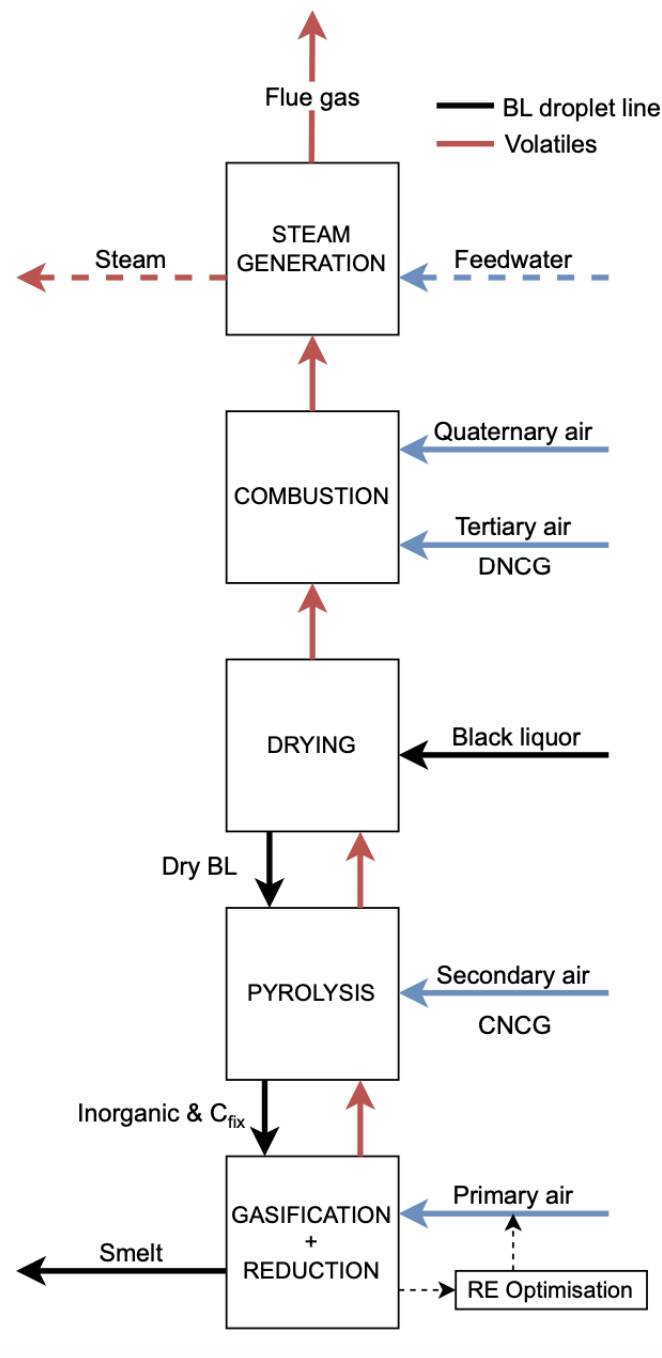 Flue gas
BL droplet line
Volatiles
STEAM
GENERATION
Steam
Feedwater
COMBUSTION
Quaternary air
Tertiary air
DNCG
DRYING
Black liquor
Dry BL
PYROLYSIS
Secondary air
CNCG
Inorganic & Cfix
GASIFICATION
+
REDUCTION
Primary air
Smelt
RE Optimisation